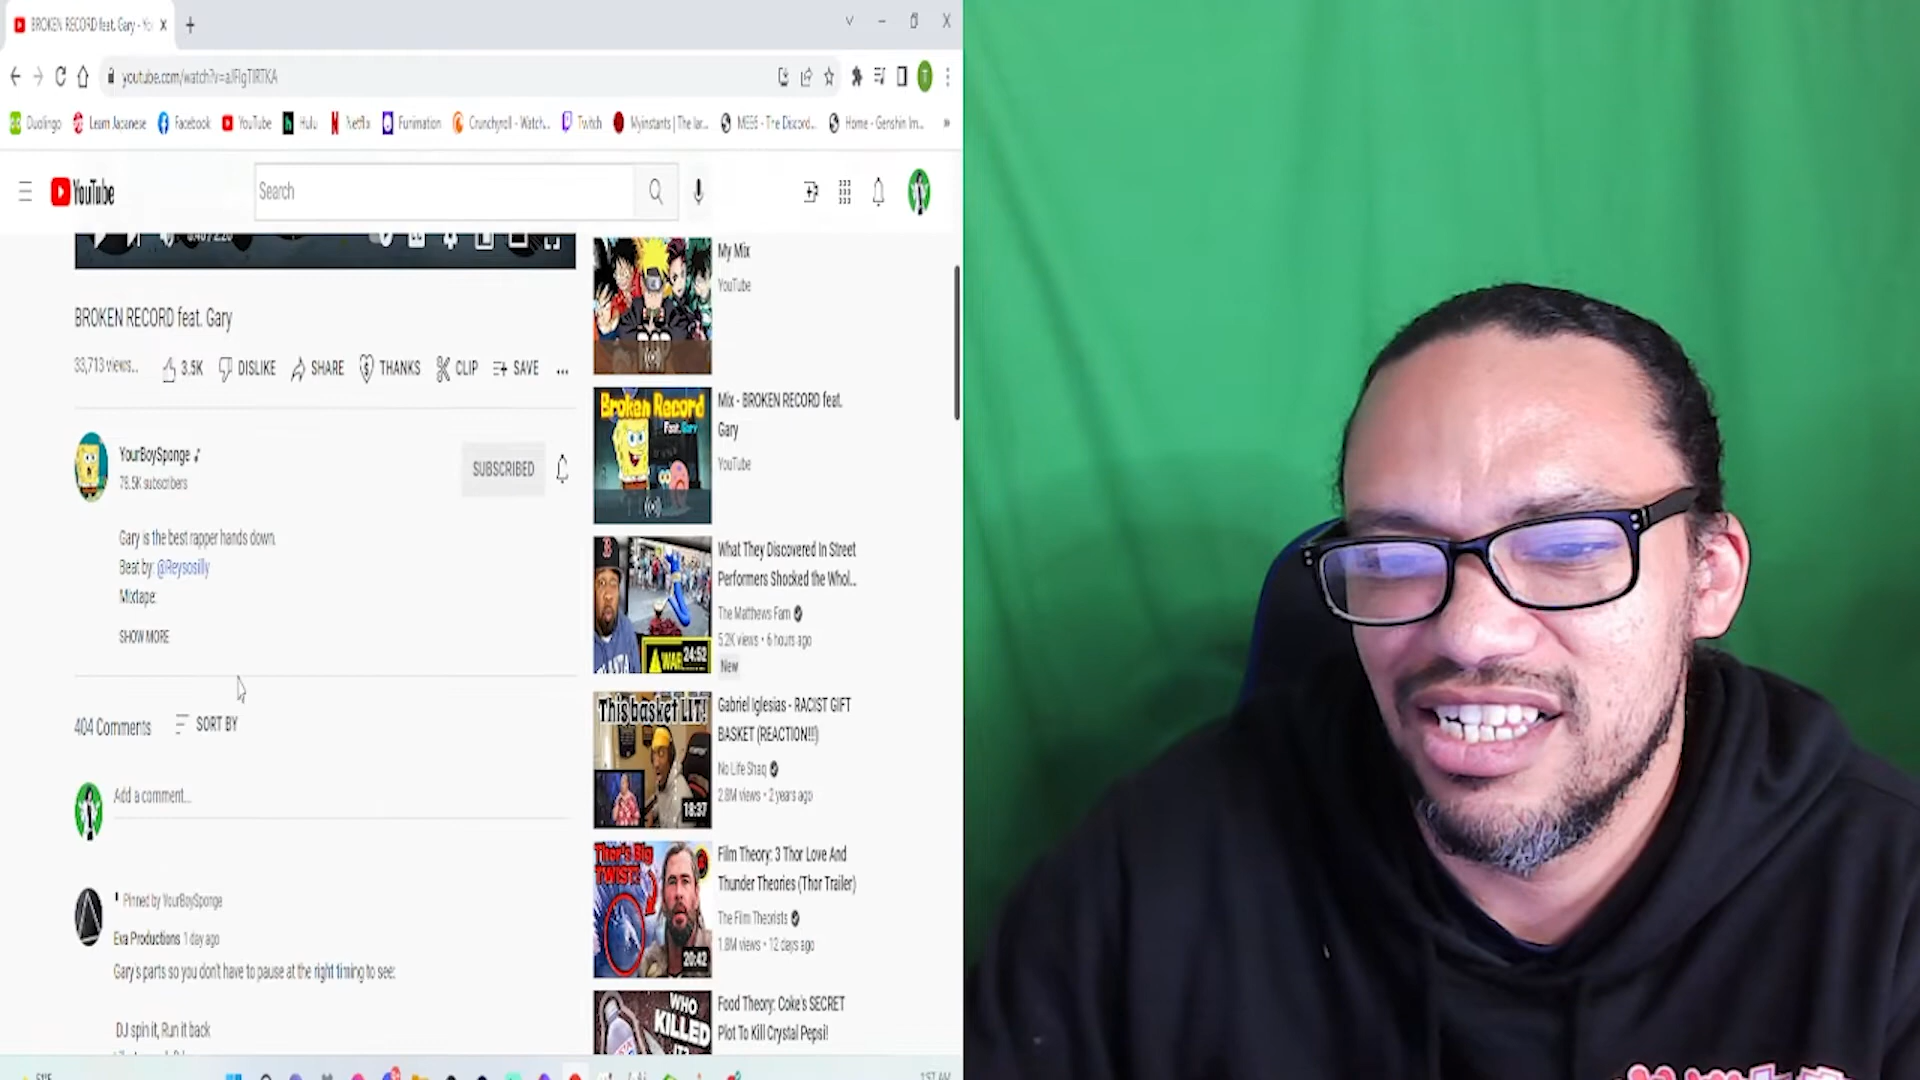 BROKEN RECORD feat. Gary - Yo
youtube.com/watch?v=aJFlgTIRTKA
Duolingo
Learn Japanese
Facebook
YouTube
Hulu
Netflix
Funimation
Crunchyroll - Watch...
Twitch
Myinstants | The lar...
MEE6 - The Discord...
Home - Genshin Im...
YouTube
Search
BROKEN RECORD feat. Gary
33,713 views...
3.5K
DISLIKE
SHARE
THANKS
CLIP
SAVE
YourBoySponge
78.5K subscribers
SUBSCRIBED
Gary is the best rapper hands down.
Beat by: @Reysosilly
Mixtape:
SHOW MORE
404 Comments
SORT BY
Add a comment...
Pinned by YourBoySponge
Eva Productions 1 day ago
Gary's parts so you don't have to pause at the right timing to see:
DJ spin it, Run it back
My Mix
YouTube
Broken Record
Feat. Gary
Mix - BROKEN RECORD feat.
Gary
YouTube
WAR
24:52
What They Discovered In Street
Performers Shocked the Whol...
The Matthews Fam
5.2K views • 6 hours ago
New
This basket LIT!
18:37
Gabriel Iglesias - RACIST GIFT
BASKET (REACTION!!!)
No Life Shaq
2.8M views • 2 years ago
Thor's Big
TWIST!
20:42
Film Theory: 3 Thor Love And
Thunder Theories (Thor Trailer)
The Film Theorists
1.8M views • 12 days ago
WHO
KILLED
Food Theory: Coke's SECRET
Plot To Kill Crystal Pepsi!
1:57 AM